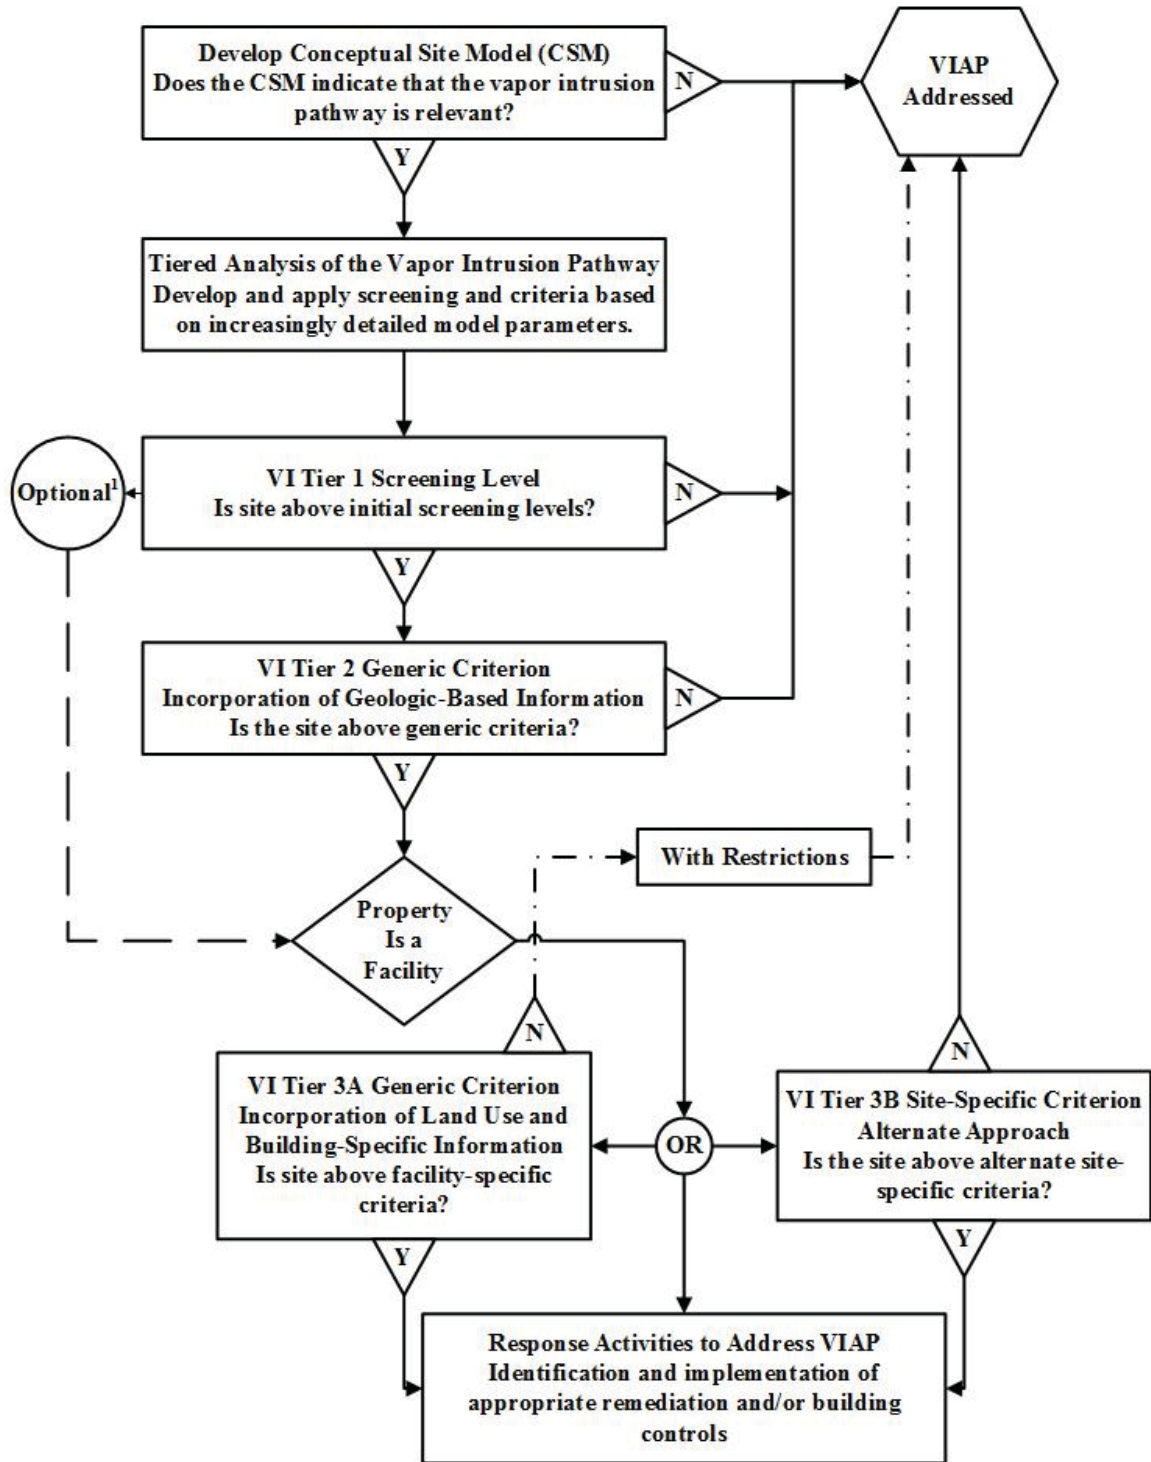 Develop Conceptual Site Model (CSM)
Does the CSM indicate that the vapor intrusion
pathway is relevant?
N
VIAP
Addressed
Y
Tiered Analysis of the Vapor Intrusion Pathway
Develop and apply screening and criteria based
on increasingly detailed model parameters.
Optional¹
VI Tier 1 Screening Level
Is site above initial screening levels?
N
Y
VI Tier 2 Generic Criterion
Incorporation of Geologic-Based Information
Is the site above generic criteria?
N
Y
With Restrictions
Property
Is a
Facility
N
N
VI Tier 3A Generic Criterion
Incorporation of Land Use and
Building-Specific Information
Is site above facility-specific
criteria?
OR
VI Tier 3B Site-Specific Criterion
Alternate Approach
Is the site above alternate site-
specific criteria?
Y
Y
Response Activities to Address VIAP
Identification and implementation of
appropriate remediation and/or building
controls